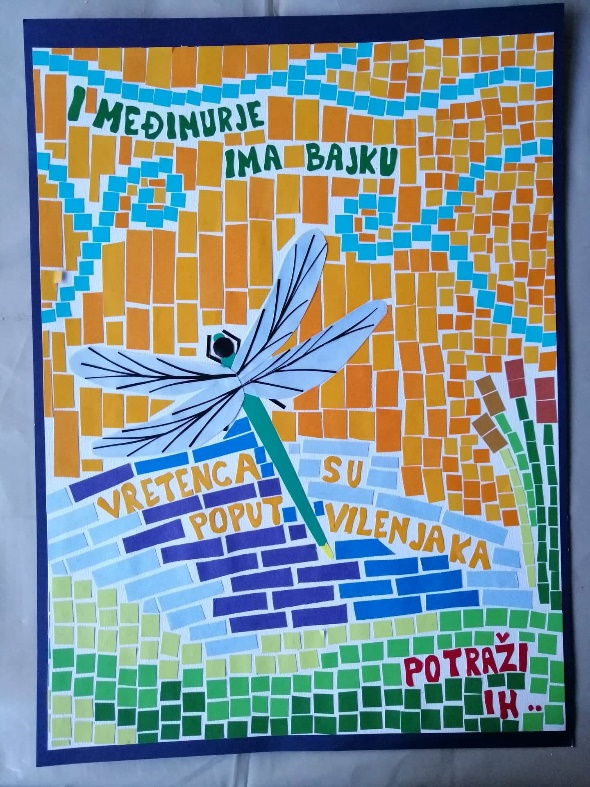 I MEĐIMURJE
IMA BAJKU
VRETENCA SU
POPUT VILENJAKA
POTRAŽI
IH..